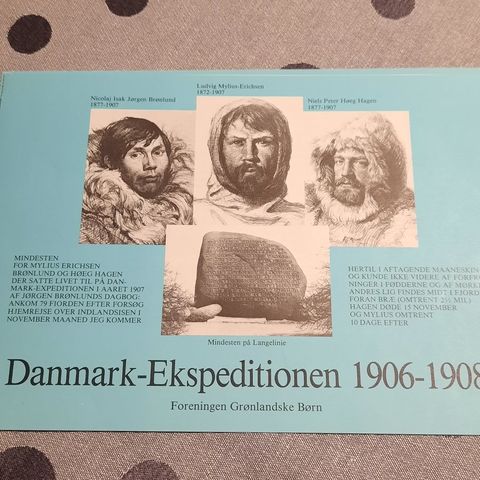 Ludvig Mylius-Erichsen
1872-1907
Nicolaj Isak Jørgen Brønlund
1877-1907
Niels Peter Høeg Hagen
1877-1907
MINDESTEN
FOR MYLIUS ERICHSEN
BRØNLUND OG HØEG HAGEN
DER SATTE LIVET TIL PÅ DAN-
MARK-EXPEDITIONEN I AARET 1907
AF JØRGEN BRØNLUNDS DAGBOG:
ANKOM 79 FJORDEN EFTER FORSØG
HJEMREJSE OVER INDLANDSISEN I
NOVEMBER MAANED JEG KOMMER
HERTIL I AFTAGENDE MAANESKIN
OG KUNDE IKKE VIDERE AF FORFR
NINGER I FØDDERNE OG AF MØRKE
ANDRES LIG FINDES MIDT I FJORD
FORAN BRÆ (OMTRENT 2½ MIL)
HAGEN DØDE 15 NOVEMBER
OG MYLIUS OMTRENT
10 DAGE EFTER
Mindesten på Langelinie
Danmark-Ekspeditionen 1906-1908
Foreningen Grønlandske Børn